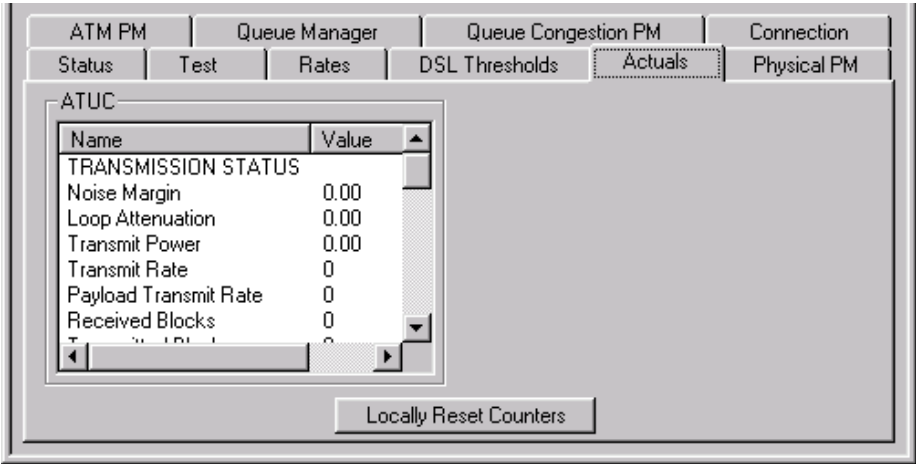 ATM PM Queue Manager Queue Congestion PM Connection
Status Test Rates DSL Thresholds Actuals Physical PM
ATUC
Name Value
TRANSMISSION STATUS
Noise Margin 0.00
Loop Attenuation 0.00
Transmit Power 0.00
Transmit Rate 0
Payload Transmit Rate 0
Received Blocks 0
Locally Reset Counters